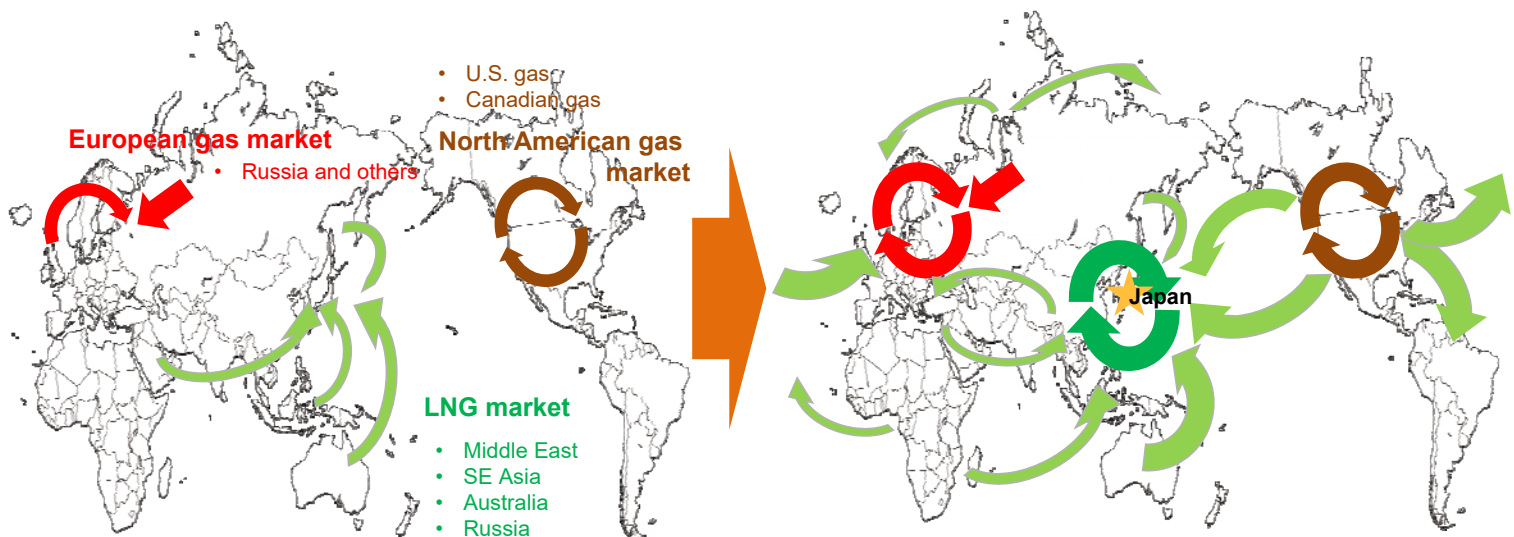 • U.S. gas
• Canadian gas
European gas market
• Russia and others
North American gas
market
LNG market
• Middle East
• SE Asia
• Australia
• Russia
Japan